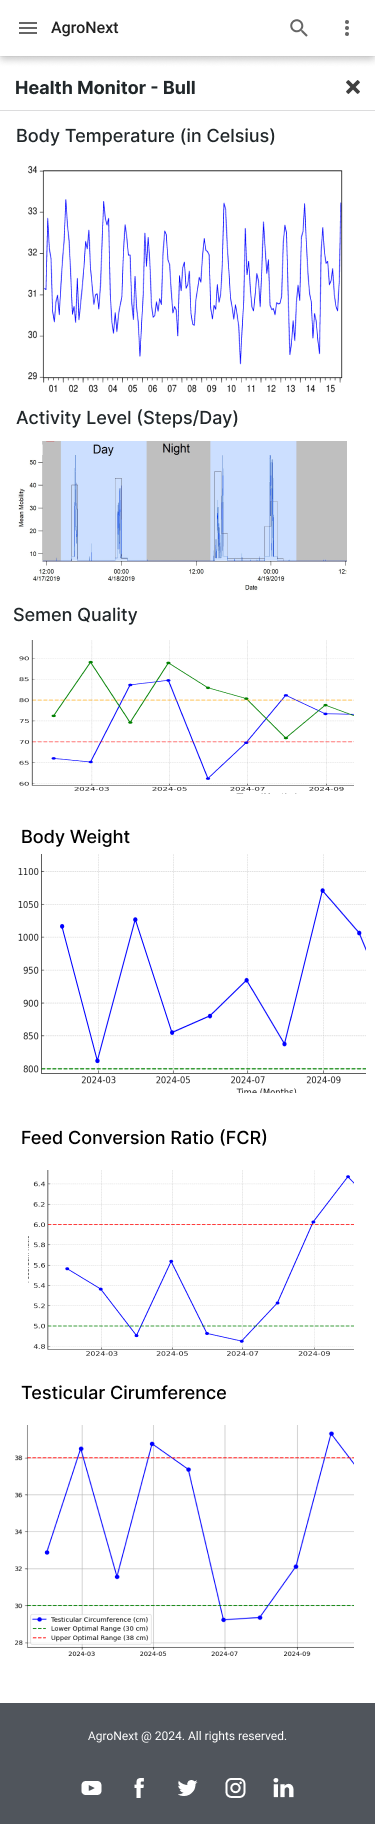 AgroNext
Health Monitor - Bull
Body Temperature (in Celsius)
34
33
32
31
30
29
01 02 03 04 05 06 07 08 09 10 11 12 13 14 15
Activity Level (Steps/Day)
Day Night
Mean Mobility
50
40
30
20
10
12:00 00:00 12:00 00:00 12:
4/17/2019 4/18/2019 4/19/2019
Date
Semen Quality
90
85
80
75
70
65
60
2024-03 2024-05 2024-07 2024-09
Body Weight
1100
1050
1000
950
900
850
800
2024-03 2024-05 2024-07 2024-09
Time (Months)
Feed Conversion Ratio (FCR)
6.4
6.2
6.0
5.8
5.6
5.4
5.2
5.0
4.8
2024-03 2024-05 2024-07 2024-09
Testicular Cirumference
38
36
34
32
30
28
Testicular Circumference (cm)
Lower Optimal Range (30 cm)
Upper Optimal Range (38 cm)
2024-03 2024-05 2024-07 2024-09
AgroNext @ 2024. All rights reserved.